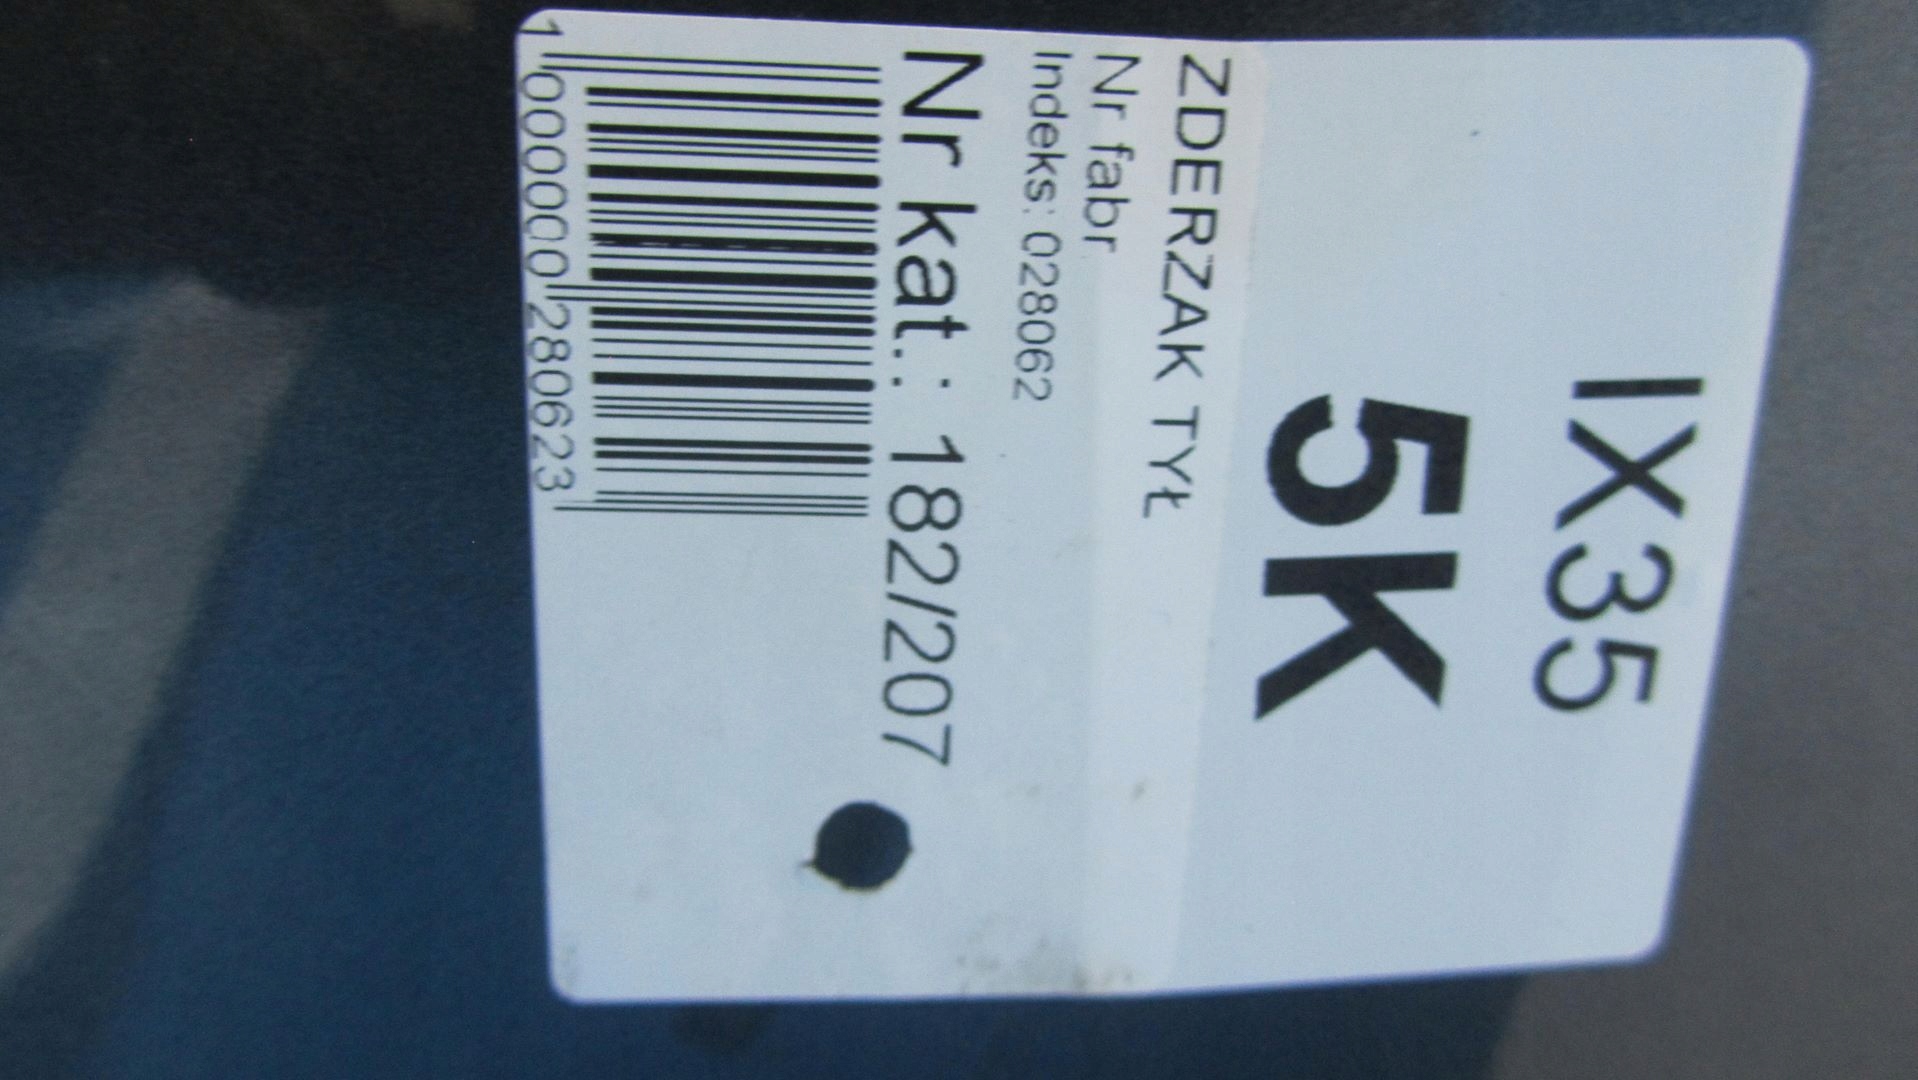 IX35
5K
ZDERZAK TYŁ
Nr fabr
Indeks: 028062
Nr kat.: 182/207
1000000280623